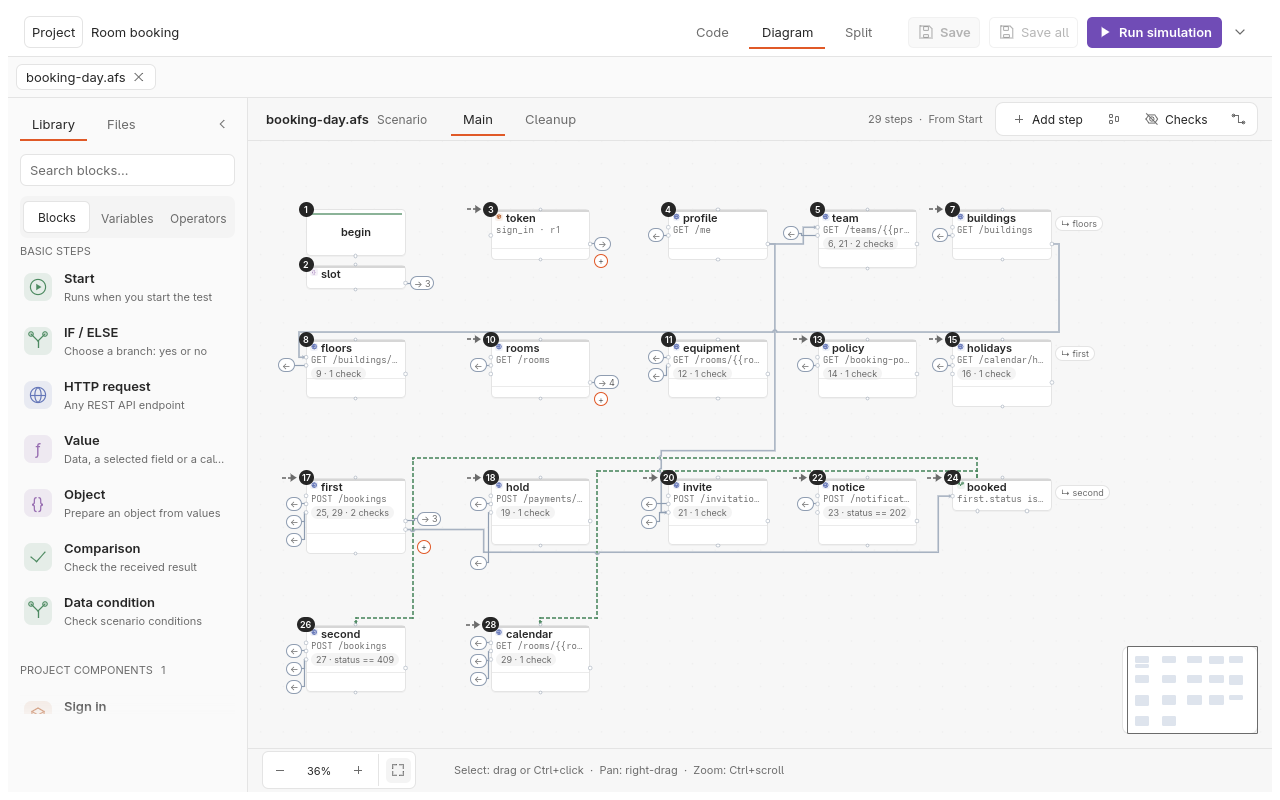 Project
Room booking
Code
Diagram
Split
Save
Save all
Run simulation
booking-day.afs
Library
Files
booking-day.afs
Scenario
Main
Cleanup
29 steps · From Start
Add step
Checks
Search blocks...
Blocks
Variables
Operators
BASIC STEPS
Start
Runs when you start the test
IF / ELSE
Choose a branch: yes or no
HTTP request
Any REST API endpoint
Value
Data, a selected field or a cal...
Object
Prepare an object from values
Comparison
Check the received result
Data condition
Check scenario conditions
PROJECT COMPONENTS 1
Sign in
1
begin
2
slot
→ 3
3
token
sign_in · r1
4
profile
GET /me
5
team
GET /teams/{{pr…
6, 21 · 2 checks
7
buildings
GET /buildings
↳ floors
8
floors
GET /buildings/…
9 · 1 check
10
rooms
GET /rooms
→ 4
11
equipment
GET /rooms/{{ro…
12 · 1 check
13
policy
GET /booking-po…
14 · 1 check
15
holidays
GET /calendar/h…
16 · 1 check
↳ first
17
first
POST /bookings
25, 29 · 2 checks
→ 3
18
hold
POST /payments/…
19 · 1 check
20
invite
POST /invitatio…
21 · 1 check
22
notice
POST /notificat…
23 · status == 202
24
booked
first.status is…
↳ second
26
second
POST /bookings
27 · status == 409
28
calendar
GET /rooms/{{ro…
29 · 1 check
36%
Select: drag or Ctrl+click · Pan: right-drag · Zoom: Ctrl+scroll